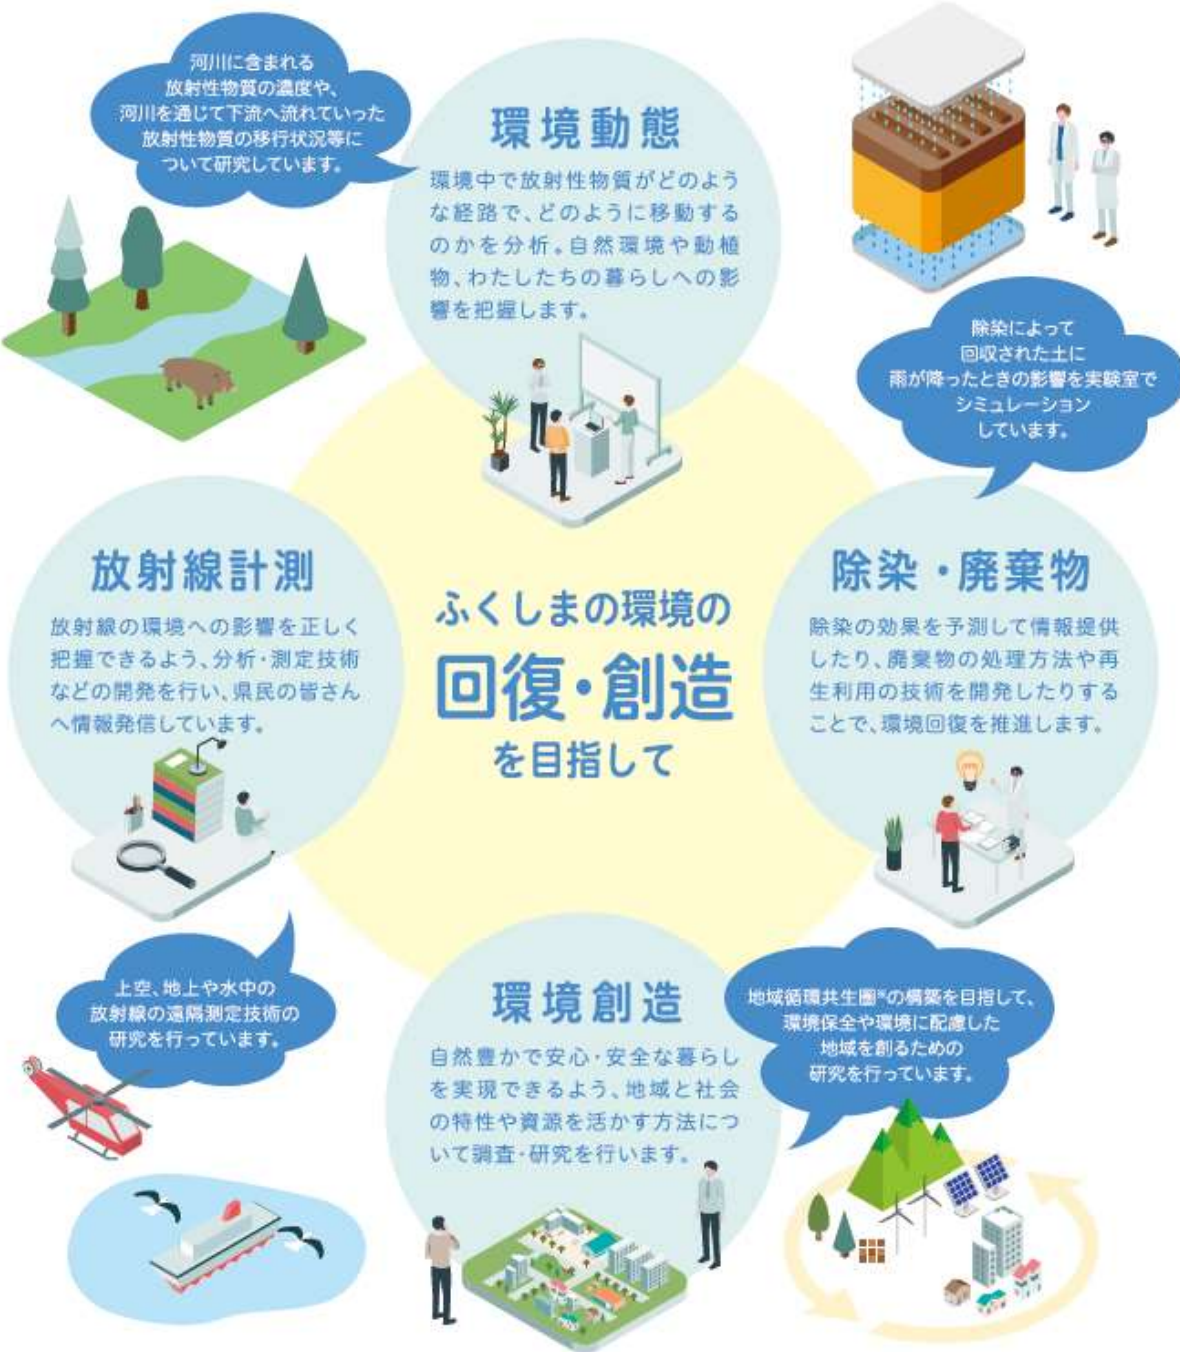 河川に含まれる
放射性物質の濃度や、
河川を通じて下流へ流れていった
放射性物質の移行状況等に
ついて研究しています。
環境動態
環境中で放射性物質がどのよう
な経路で、どのように移動する
のかを分析。自然環境や動植
物、わたしたちの暮らしへの影
響を把握します。
除染によって
回収された土に
雨が降ったときの影響を実験室で
シミュレーション
しています。
放射線計測
放射線の環境への影響を正しく
把握できるよう、分析・測定技術
などの開発を行い、県民の皆さん
へ情報発信しています。
ふくしまの環境の
回復・創造
を目指して
除染・廃棄物
除染の効果を予測して情報提供
したり、廃棄物の処理方法や再
生利用の技術を開発したりする
ことで、環境回復を推進します。
上空、地上や水中の
放射線の遠隔測定技術の
研究を行っています。
環境創造
自然豊かで安心・安全な暮らし
を実現できるよう、地域と社会
の特性や資源を活かす方法につ
いて調査・研究を行います。
地域循環共生圏※の構築を目指して、
環境保全や環境に配慮した
地域を創るための
研究を行っています。